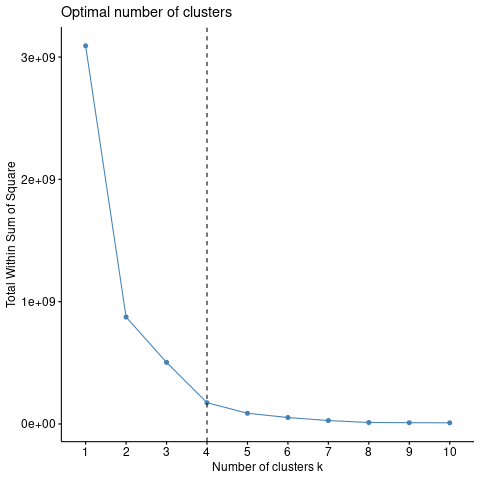 Optimal number of clusters
Total Within Sum of Square
3e+09
2e+09
1e+09
0e+00
1 2 3 4 5 6 7 8 9 10
Number of clusters k